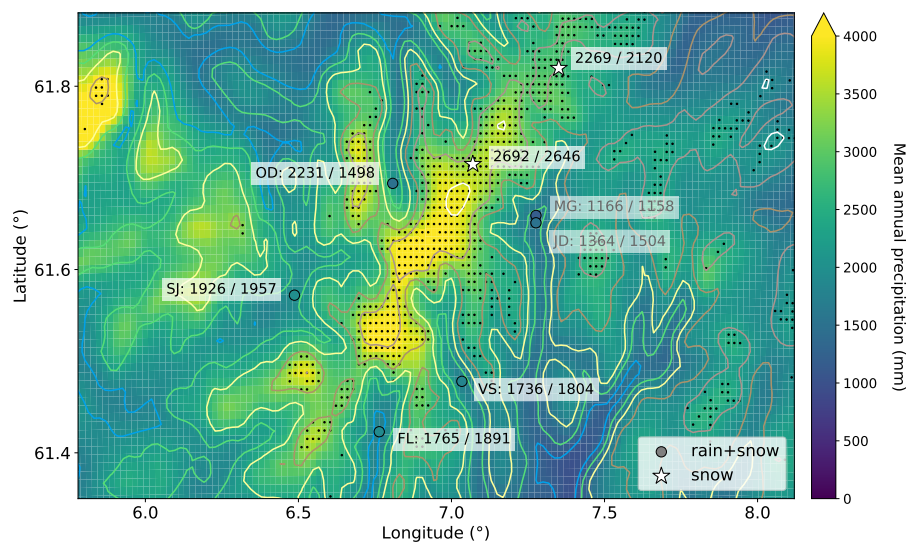 2269 / 2120
2692 / 2646
OD: 2231 / 1498
MG: 1166 / 1158
JD: 1364 / 1504
SJ: 1926 / 1957
VS: 1736 / 1804
FL: 1765 / 1891
rain+snow
snow
61.8
61.6
61.4
Latitude (°)
6.0 6.5 7.0 7.5 8.0
Longitude (°)
4000
3500
3000
2500
2000
1500
1000
500
0
Mean annual precipitation (mm)